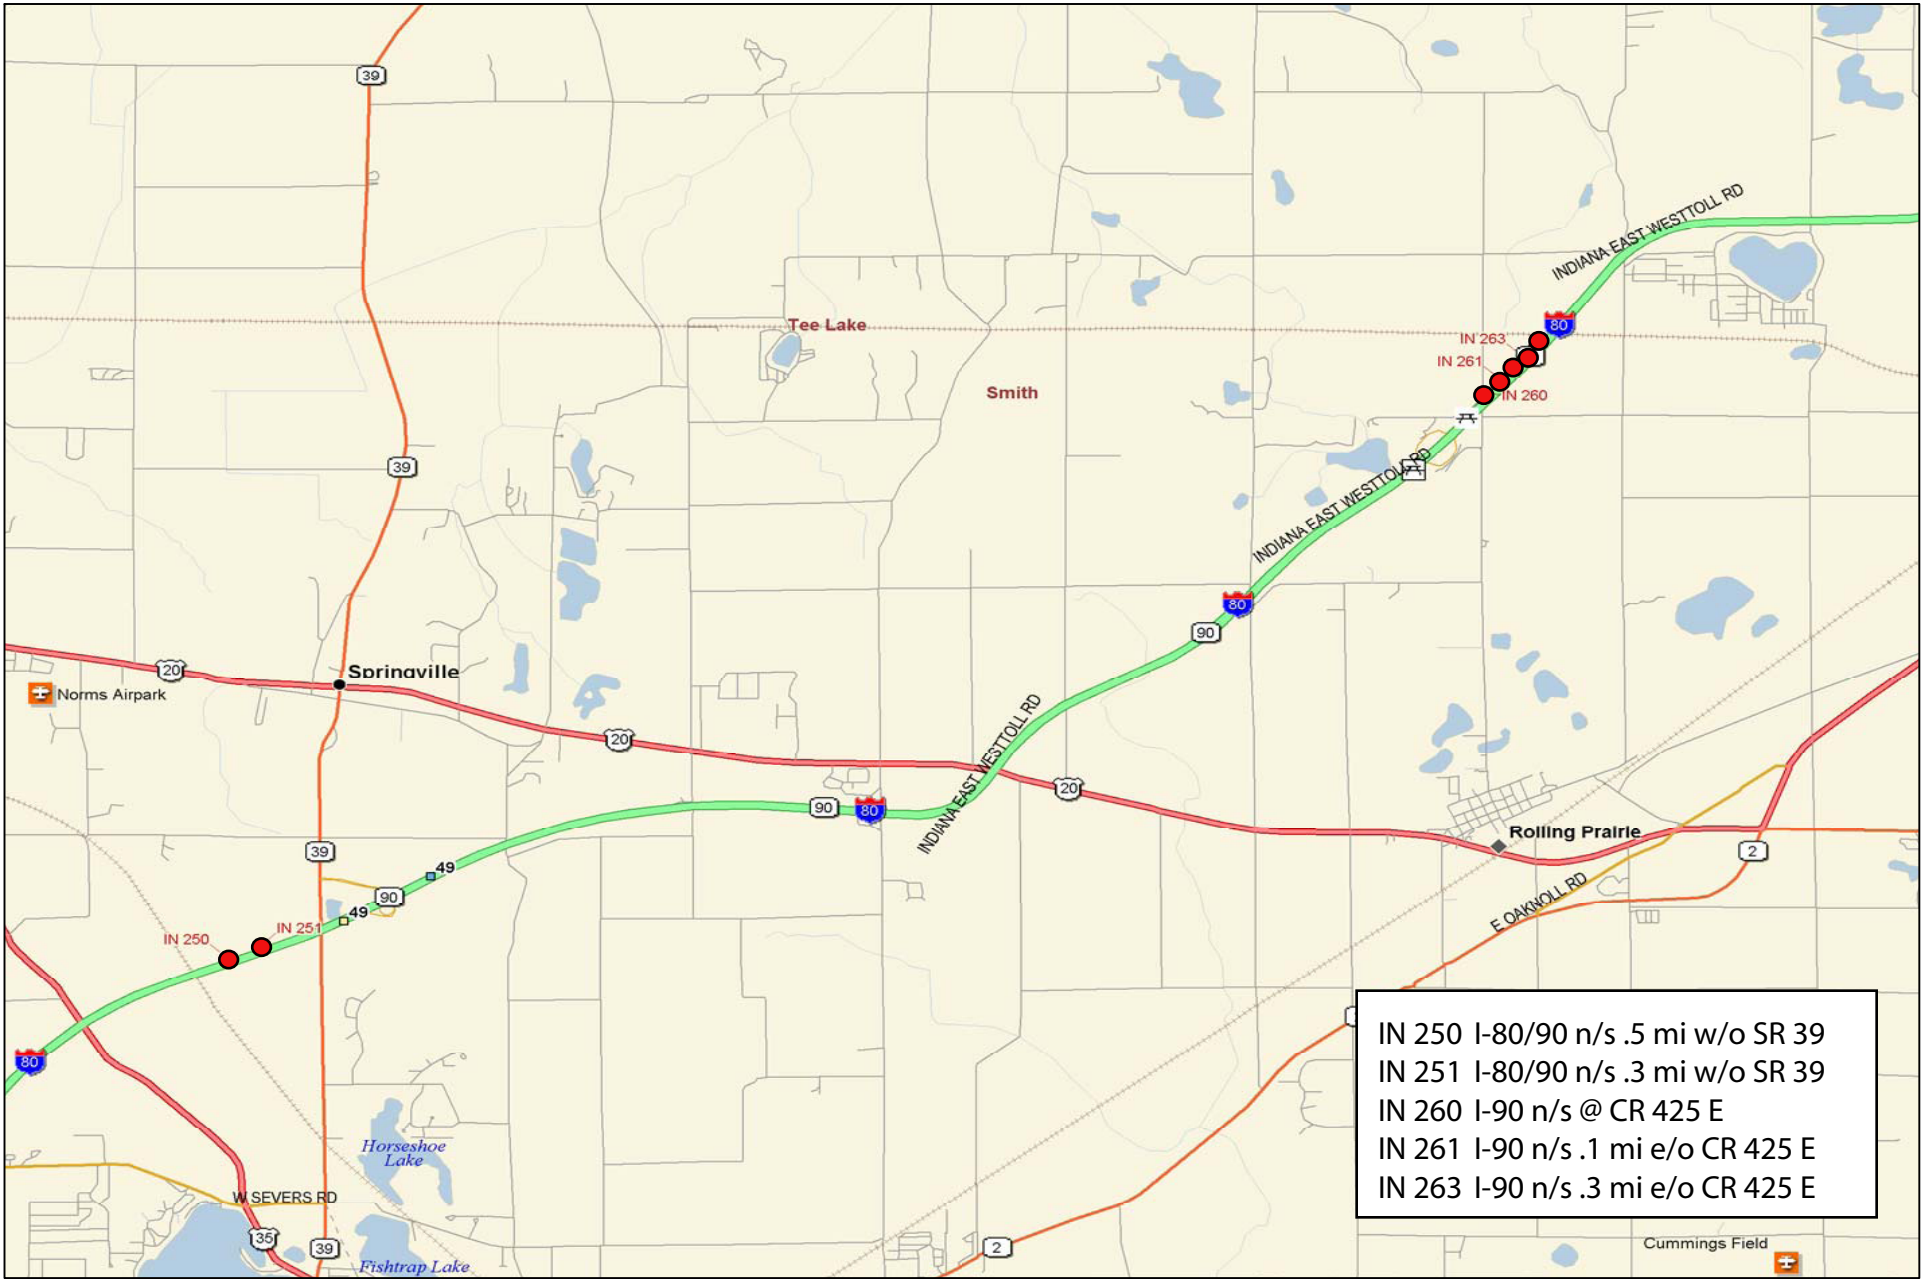 39
INDIANA EAST WESTTOLL RD
80
Tee Lake
IN 263
IN 261
Smith
IN 260
39
INDIANA EAST WESTTOLL RD
80
90
20
Springville
Norms Airpark
INDIANA EAST WESTTOLL RD
20
20
90
80
Rolling Prairie
39
2
49
90
E OAKNOLL RD
49
IN 251
IN 250
80
IN 250 I-80/90 n/s .5 mi w/o SR 39
IN 251 I-80/90 n/s .3 mi w/o SR 39
IN 260 I-90 n/s @ CR 425 E
IN 261 I-90 n/s .1 mi e/o CR 425 E
IN 263 I-90 n/s .3 mi e/o CR 425 E
Horseshoe
Lake
W SEVERS RD
35
39
2
Cummings Field
Fishtrap Lake